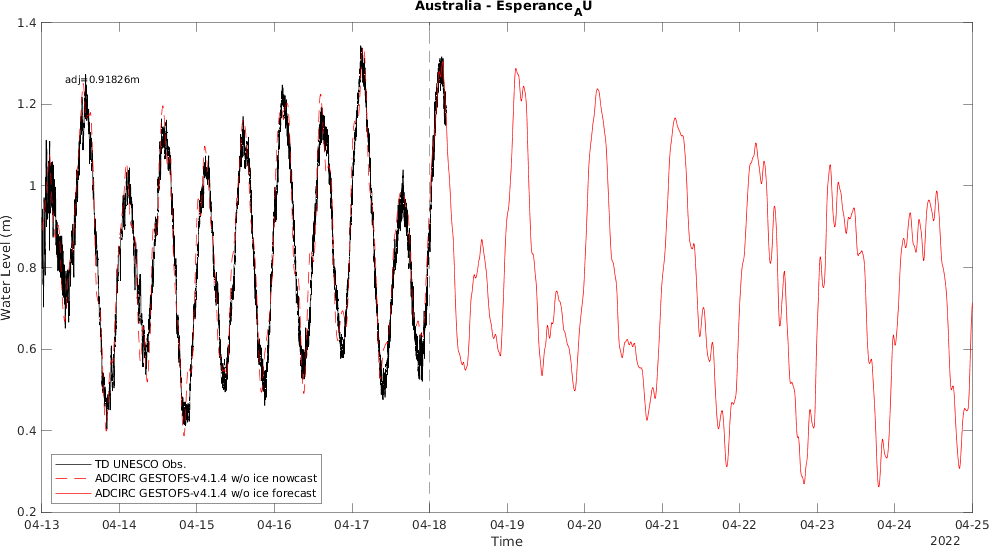 Australia - Esperance_AU
1.4
adj=0.91826m
1.2
1
0.8
0.6
0.4
0.2
Water Level (m)
TD UNESCO Obs.
ADCIRC GESTOFS-v4.1.4 w/o ice nowcast
ADCIRC GESTOFS-v4.1.4 w/o ice forecast
04-13 04-14 04-15 04-16 04-17 04-18 04-19 04-20 04-21 04-22 04-23 04-24 04-25
Time
2022